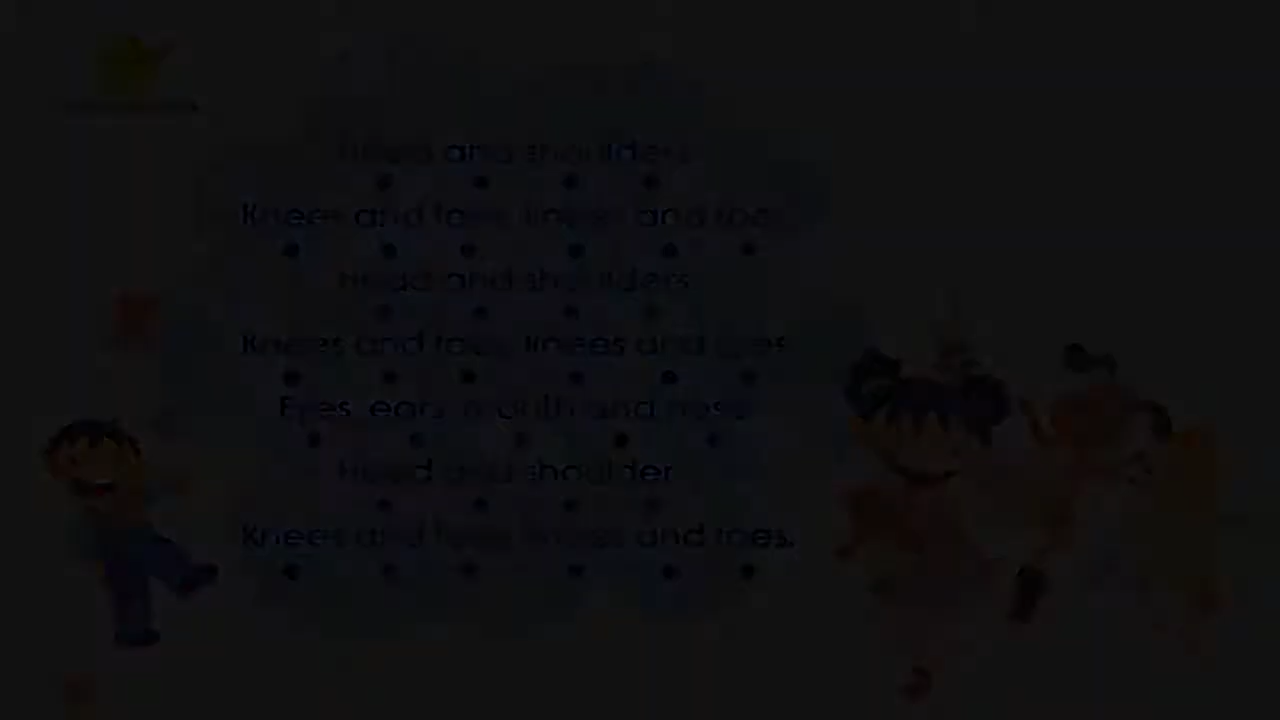 Head and shoulders
Knees and toes, knees and toes
Head and shoulders
Knees and toes, knees and toes
Eyes, ears, mouth and nose
Head and shoulder
Knees and toes, knees and toes.